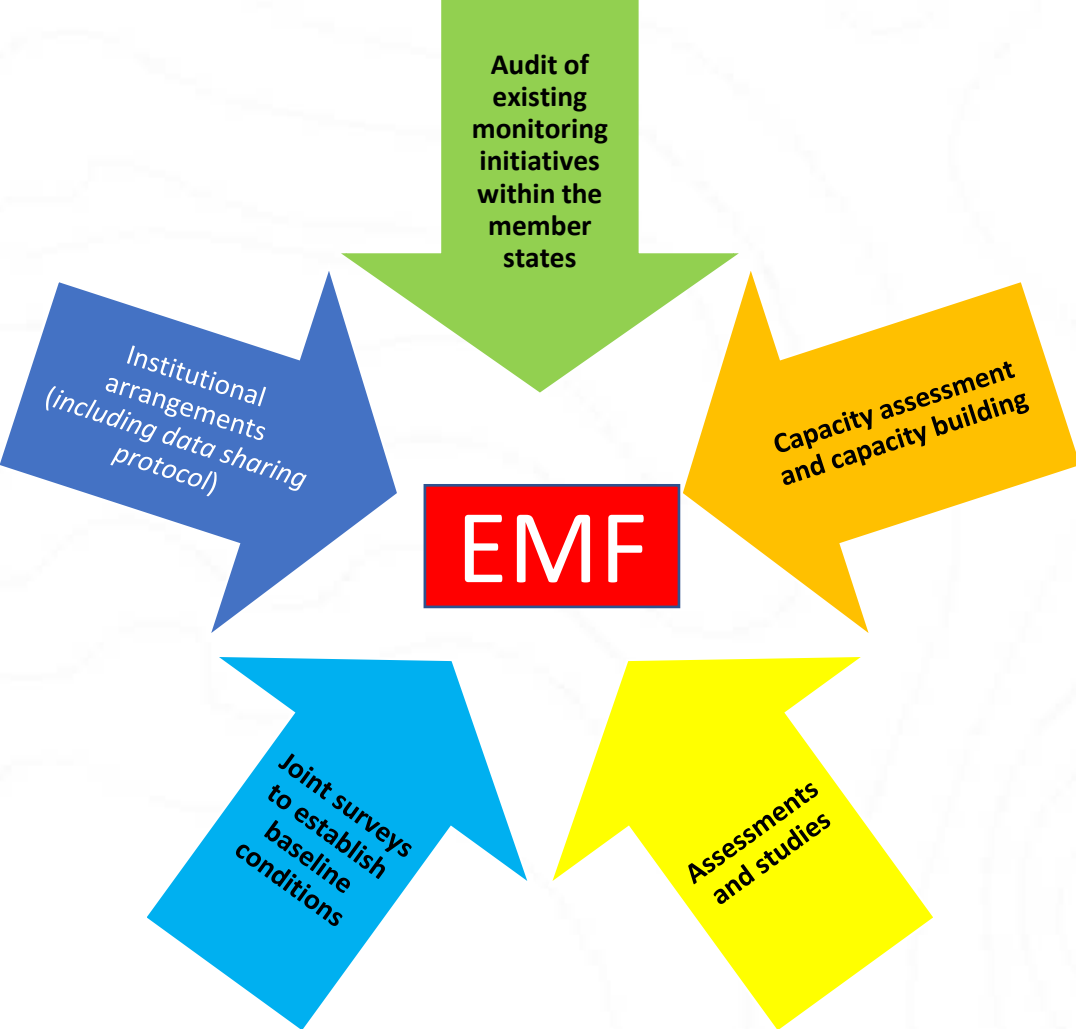 Audit of
existing
monitoring
initiatives
within the
member
states
Institutional
arrangements
(including data sharing
protocol)
Capacity assessment
and capacity building
EMF
Joint surveys
to establish
baseline
conditions
Assessments
and studies